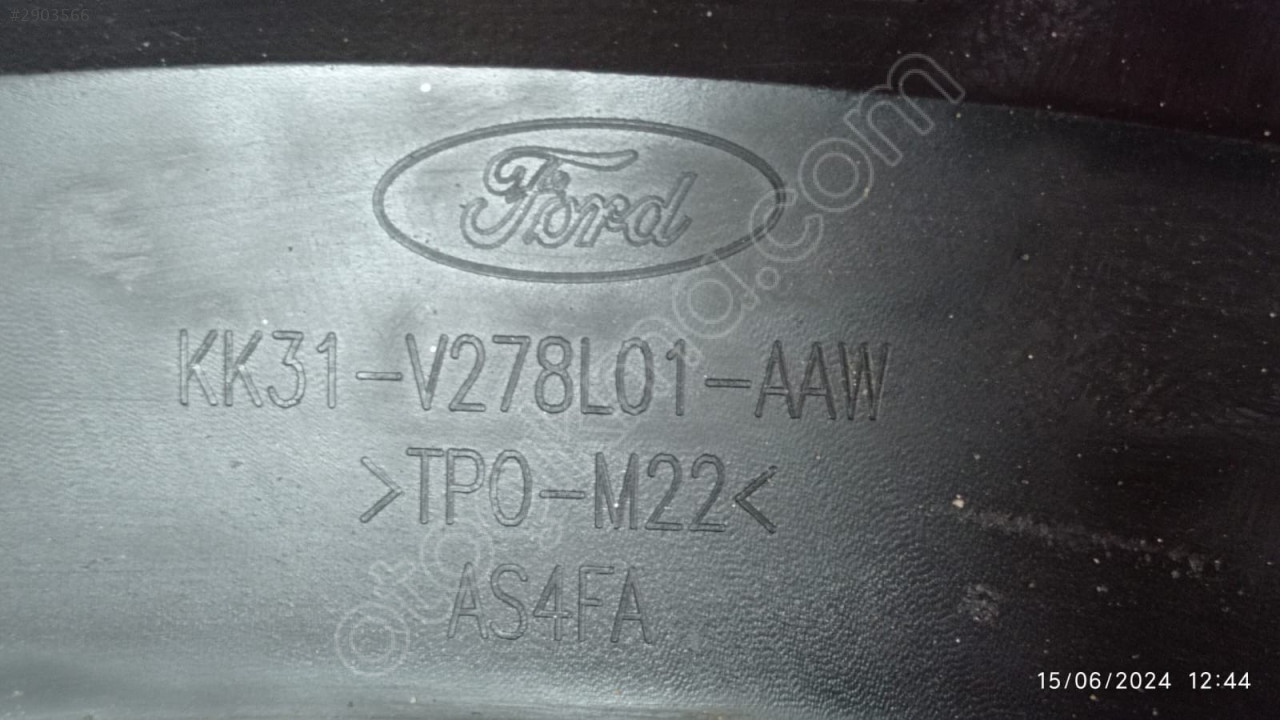 #2903566
Ford
KK31-V278L01-AAW
>TPO-M22<
AS4FA
15/06/2024 12:44